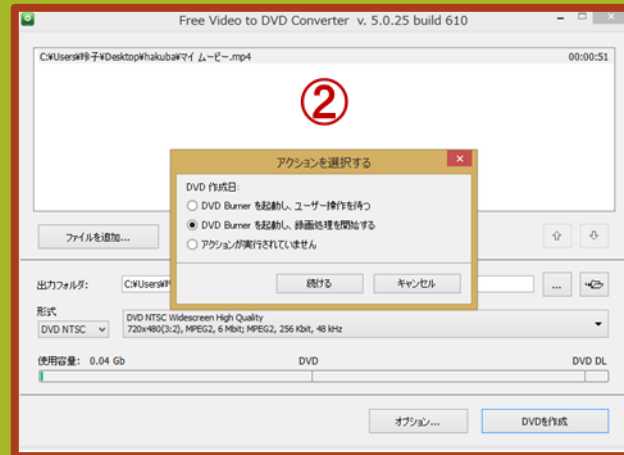 Free Video to DVD Converter v. 5.0.25 build 610
C:¥Users¥玲子¥Desktop¥hakuba¥マイ ムービー.mp4 00:00:51
②
アクションを選択する
DVD 作成日:
DVD Burner を起動し、ユーザー操作を待つ
DVD Burner を起動し、録画処理を開始する
アクションが実行されていません
続ける キャンセル
ファイルを追加...
出力フォルダ: C:¥Users¥ ...
形式
DVD NTSC
DVD NTSC Widescreen High Quality
720x480(3:2), MPEG2, 6 Mbit; MPEG2, 256 Kbit, 48 kHz
使用容量: 0.04 Gb DVD DVD DL
オプション... DVDを作成